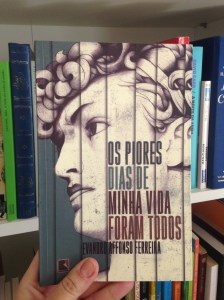 OS PIORES
DIAS DE
MINHA VIDA
FORAM TODOS
EVANDRO AFFONSO FERREIRA